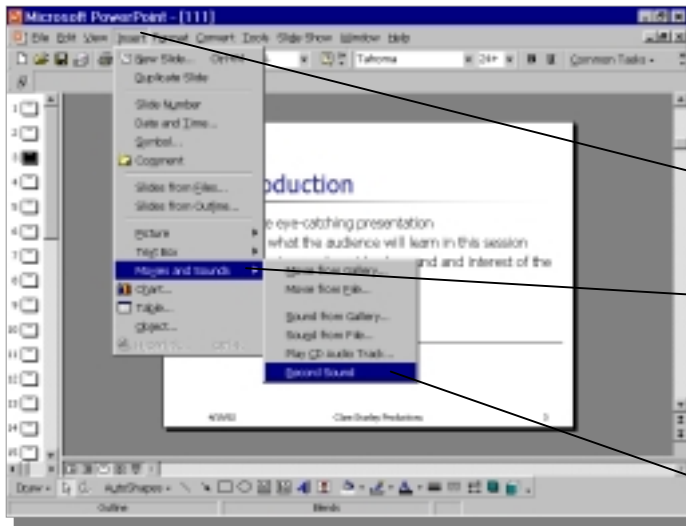 Microsoft PowerPoint - [111]
File Edit View Insert Format Convert Tools Slide Show Window Help
Tahoma 24 B Common Tasks
New Slide...
Duplicate Slide
Slide Number
Date and Time...
Symbol...
Comment
Slides from Files...
Slides from Outline...
Picture
Text Box
Movies and Sounds
Chart...
Table...
Object...
Movie from Gallery...
Movie from File...
Sound from Gallery...
Sound from File...
Play CD Audio Track...
Record Sound
oduction
e eye-catching presentation
what the audience will learn in this session
nd and interest of the
Productions
Draw AutoShapes
Outline Blends